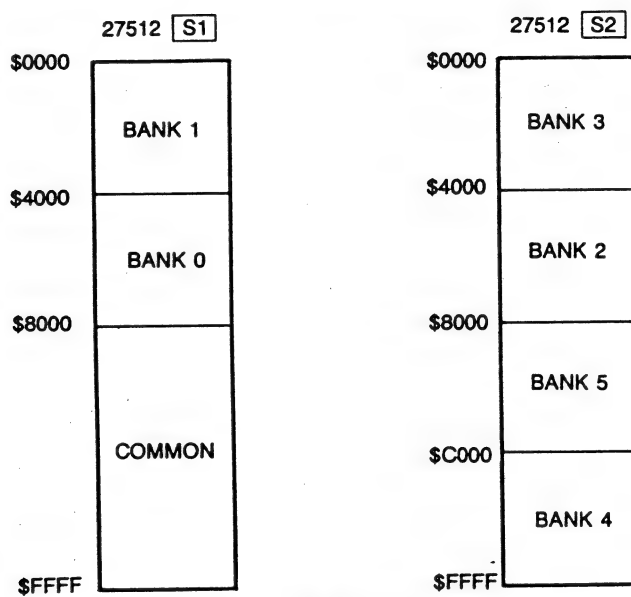 27512 S1
$0000
BANK 1
$4000
BANK 0
$8000
COMMON
$FFFF
27512 S2
$0000
BANK 3
$4000
BANK 2
$8000
BANK 5
$C000
BANK 4
$FFFF